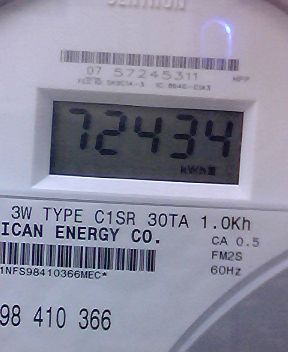 07 57245311 HPP
72434
kWh
3W TYPE C1SR 30TA 1.0Kh
ICAN ENERGY CO.
CA 0.5
FM2S
60Hz
1NFS98410366MEC*
98 410 366